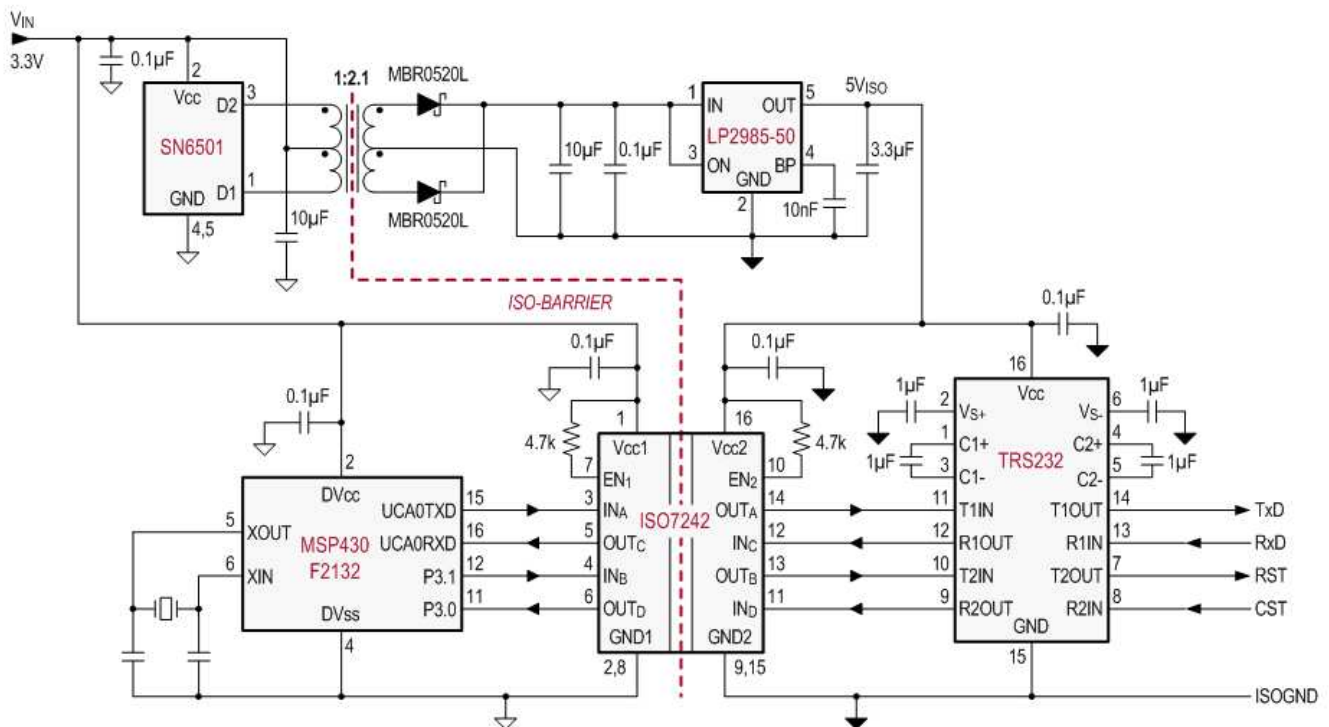 VIN
3.3V
0.1µF
2
Vcc
D2
3
SN6501
D1
1
GND
4,5
10µF
1:2.1
MBR0520L
MBR0520L
10µF
0.1µF
1
IN
OUT
5
LP2985-50
3
ON
BP
4
GND
2
10nF
5VISO
3.3µF
ISO-BARRIER
0.1µF
0.1µF
0.1µF
0.1µF
4.7k
4.7k
2
DVcc
5
XOUT
6
XIN
MSP430
F2132
UCA0TXD
15
UCA0RXD
16
P3.1
12
P3.0
11
DVss
4
1
Vcc1
7
EN1
3
INA
5
OUTC
4
INB
6
OUTD
GND1
2,8
ISO7242
16
Vcc2
10
EN2
14
OUTA
12
INC
13
OUTB
11
IND
GND2
9,15
16
Vcc
1µF
2
VS+
VS-
6
1µF
1
C1+
C2+
4
1µF
TRS232
1µF
3
C1-
C2-
5
11
T1IN
T1OUT
14
TxD
12
R1OUT
R1IN
13
RxD
10
T2IN
T2OUT
7
RST
9
R2OUT
R2IN
8
CST
GND
15
ISOGND